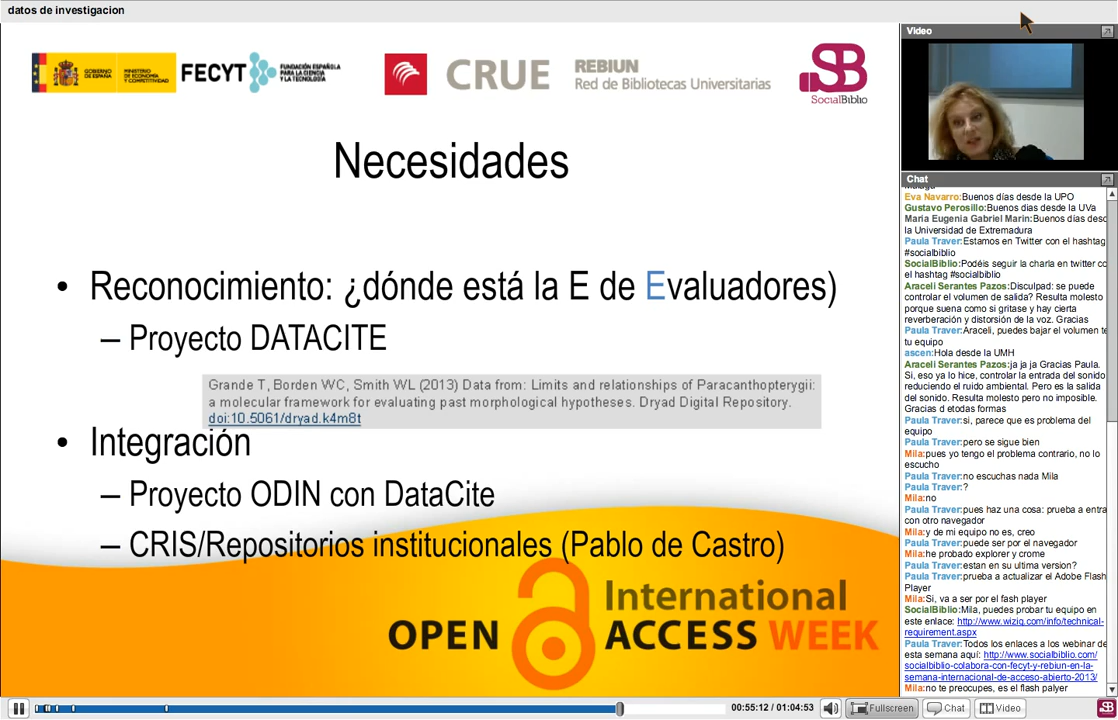 datos de investigacion
GOBIERNO
DE ESPAÑA
MINISTERIO
DE ECONOMÍA
Y COMPETITIVIDAD
FECYT
FUNDACIÓN ESPAÑOLA
PARA LA CIENCIA
Y LA TECNOLOGÍA
CRUE
REBIUN
Red de Bibliotecas Universitarias
SB
SocialBiblio
Necesidades
• Reconocimiento: ¿dónde está la E de Evaluadores)
– Proyecto DATACITE
Grande T, Borden WC, Smith WL (2013) Data from: Limits and relationships of Paracanthopterygii:
a molecular framework for evaluating past morphological hypotheses. Dryad Digital Repository.
doi:10.5061/dryad.k4m8t
• Integración
– Proyecto ODIN con DataCite
– CRIS/Repositorios institucionales (Pablo de Castro)
International
OPEN ACCESS WEEK
Video
Chat
Eva Navarro:Buenos días desde la UPO
Gustavo Perosillo:Buenos dias desde la UVa
Maria Eugenia Gabriel Marin:Buenos días desd
la Universidad de Extremadura
Paula Traver:Estamos en Twitter con el hashtag
#socialbiblio
SocialBiblio:Podéis seguir la charla en twitter co
el hashtag #socialbiblio
Araceli Serantes Pazos:Disculpad: se puede
controlar el volumen de salida? Resulta molesto
porque suena como si gritase y hay cierta
reverberación y distorsión de la voz. Gracias
Paula Traver:Araceli, puedes bajar el volumen te
tu equipo
ascen:Hola desde la UMH
Araceli Serantes Pazos:ja ja ja Gracias Paula.
Si, eso ya lo hice, controlar la entrada del sonido
reduciendo el ruido ambiental. Pero es la salida
del sonido. Resulta molesto pero no imposible.
Gracias d etodas formas
Paula Traver:si, parece que es problema del
equipo
Paula Traver:pero se sigue bien
Mila:pues yo tengo el problema contrario, no lo
escucho
Paula Traver:no escuchas nada Mila
Paula Traver:?
Mila:no
Paula Traver:pues haz una cosa: prueba a entra
con otro navegador
Mila:y de mi equipo no es, creo
Paula Traver:puede ser por el navegador
Mila:he probado explorer y crome
Paula Traver:estan en su ultima version?
Paula Traver:prueba a actualizar el Adobe Flash
Player
Mila:Si, va a ser por el fash player
SocialBiblio:Mila, puedes probar tu equipo en
este enlace: http://www.wiziq.com/info/technical-
requirement.aspx
Paula Traver:Todos los enlaces a los webinar de
esta semana aquí: http://www.socialbiblio.com/
socialbiblio-colabora-con-fecyt-y-rebiun-en-la-
semana-internacional-de-acceso-abierto-2013/
Mila:no te preocupes, es el flash palyer
00:55:12 / 01:04:53
Fullscreen
Chat
Video
SB